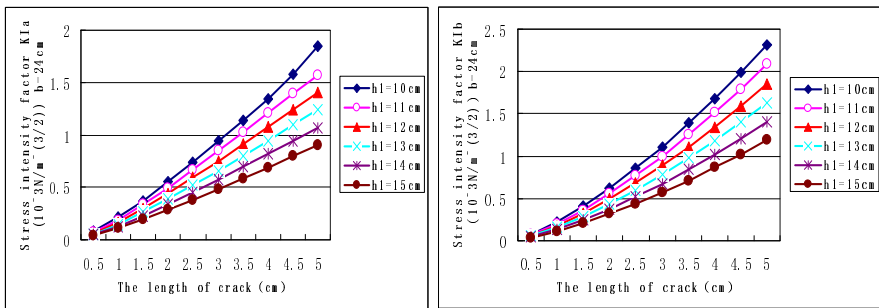 Stress intensity factor KIa
(10^-3N/m^(3/2)) b-24cm
2
1.5
1
0.5
0
0.5 1 1.5 2 2.5 3 3.5 4 4.5 5
The length of crack(cm)
h1=10cm
h1=11cm
h1=12cm
h1=13cm
h1=14cm
h1=15cm
Stress intensity factor KIb
(10^-3N/m^(3/2)) b-24cm
2.5
2
1.5
1
0.5
0
0.5 1 1.5 2 2.5 3 3.5 4 4.5 5
The length of crack(cm)
h1=10cm
h1=11cm
h1=12cm
h1=13cm
h1=14cm
h1=15cm